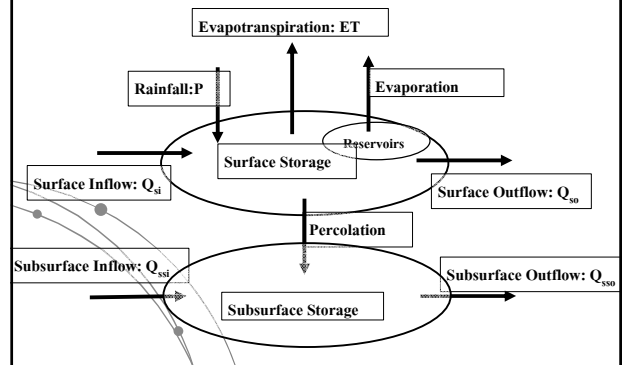 Evapotranspiration: ET
Rainfall:P
Evaporation
Reservoirs
Surface Storage
Surface Inflow: Qsi
Surface Outflow: Qso
Percolation
Subsurface Inflow: Qssi
Subsurface Outflow: Qsso
Subsurface Storage